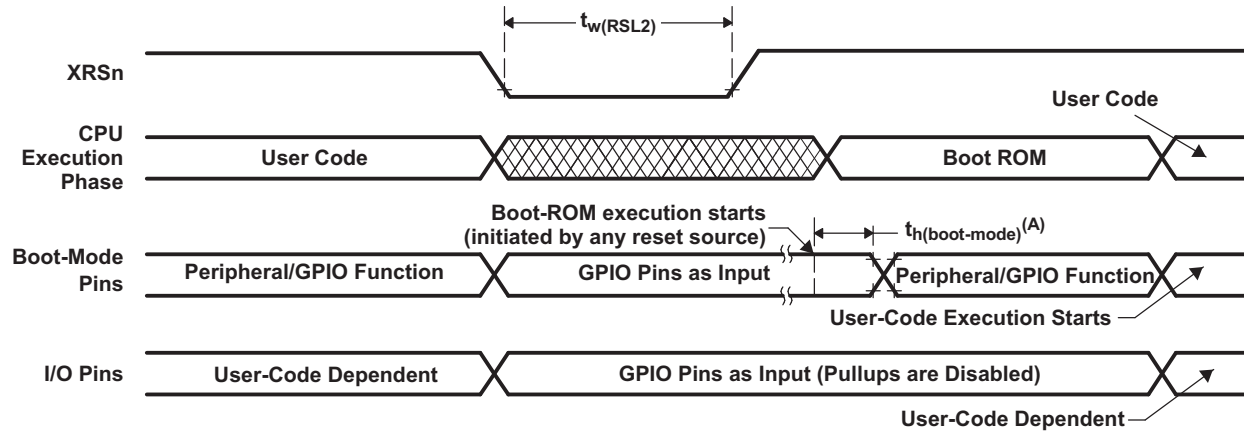 tw(RSL2)
XRSn
User Code
CPU
Execution
Phase
User Code
Boot ROM
Boot-ROM execution starts
(initiated by any reset source)
th(boot-mode)(A)
Boot-Mode
Pins
Peripheral/GPIO Function
GPIO Pins as Input
Peripheral/GPIO Function
User-Code Execution Starts
I/O Pins
User-Code Dependent
GPIO Pins as Input (Pullups are Disabled)
User-Code Dependent